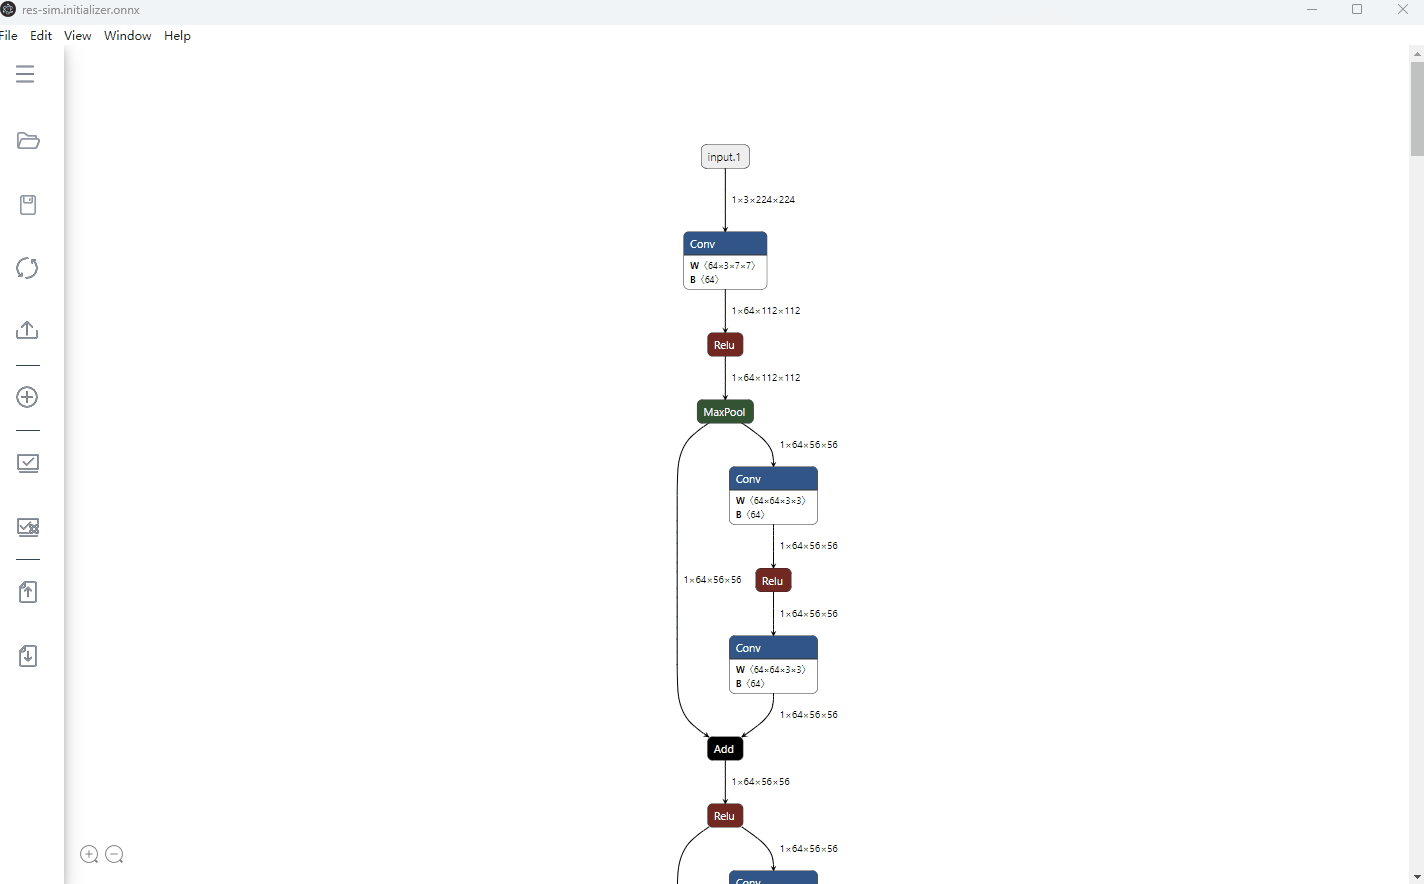 res-sim.initializer.onnx
File Edit View Window Help
input.1
1×3×224×224
Conv
W ⟨64×3×7×7⟩
B ⟨64⟩
1×64×112×112
Relu
1×64×112×112
MaxPool
1×64×56×56
Conv
W ⟨64×64×3×3⟩
B ⟨64⟩
1×64×56×56
1×64×56×56
Relu
1×64×56×56
Conv
W ⟨64×64×3×3⟩
B ⟨64⟩
1×64×56×56
Add
1×64×56×56
Relu
1×64×56×56
Conv